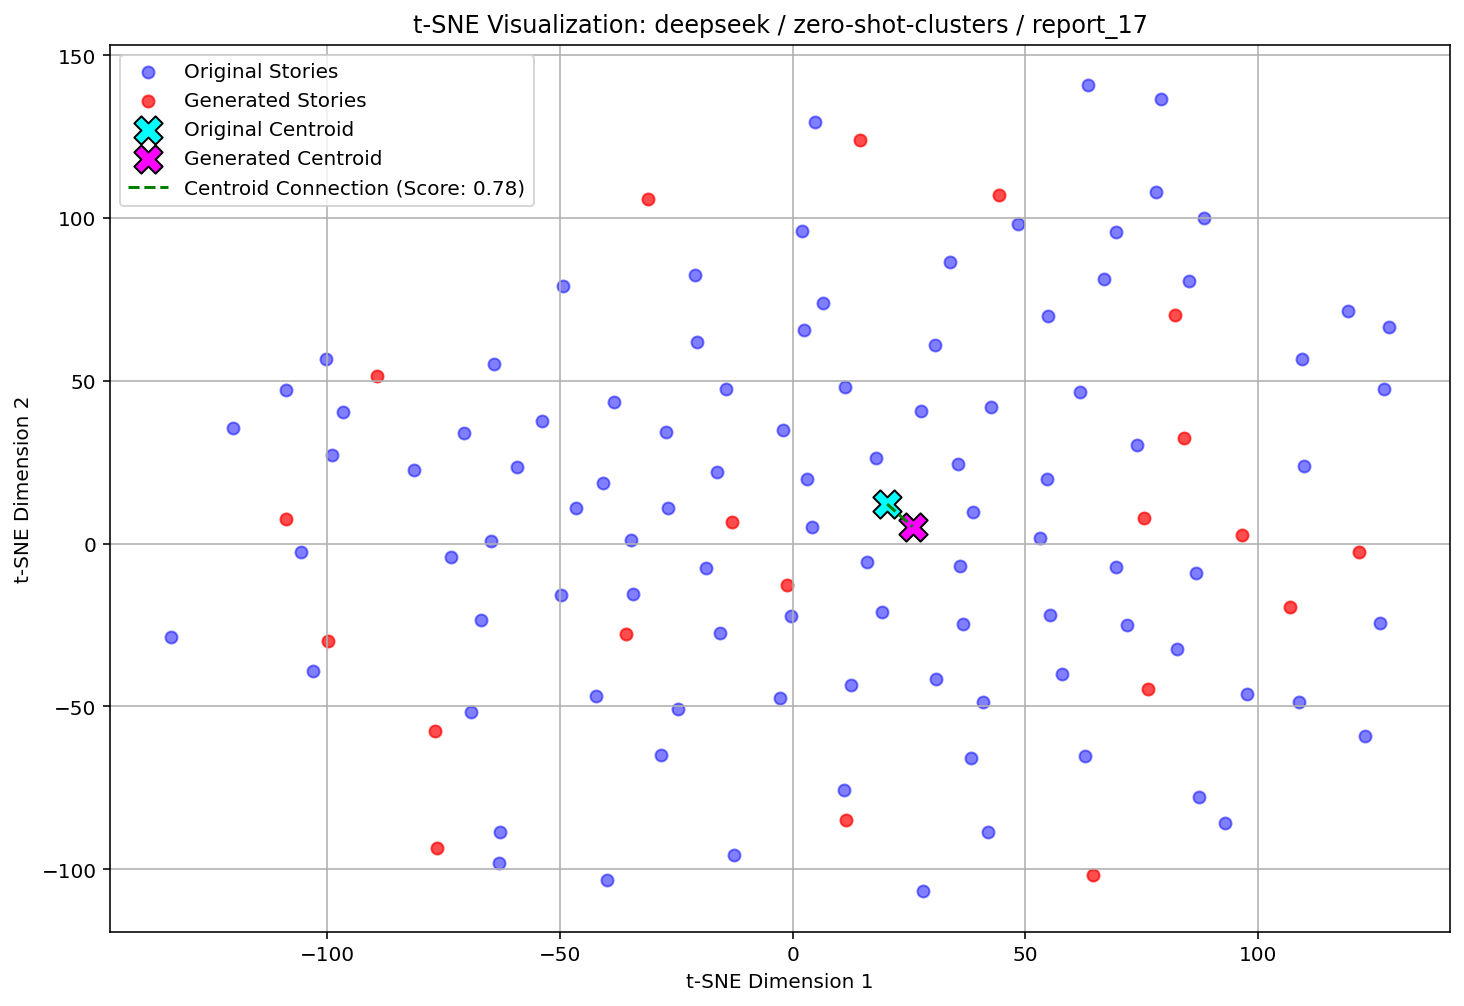 t-SNE Visualization: deepseek / zero-shot-clusters / report_17
Original Stories
Generated Stories
Original Centroid
Generated Centroid
Centroid Connection (Score: 0.78)
150
100
50
0
−50
−100
t-SNE Dimension 2
−100
−50
0
50
100
t-SNE Dimension 1